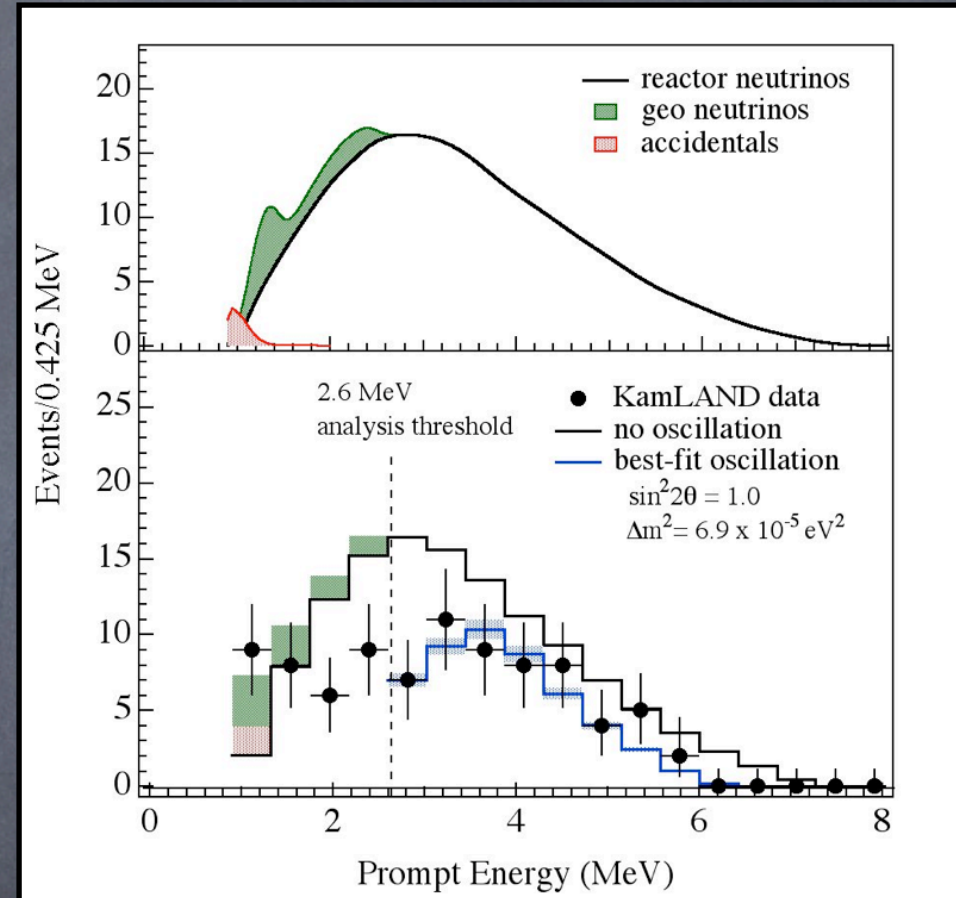 20
15
10
5
0
reactor neutrinos
geo neutrinos
accidentals
Events/0.425 MeV
25
20
15
10
5
0
2.6 MeV
analysis threshold
KamLAND data
no oscillation
best-fit oscillation
sin²2θ = 1.0
Δm²= 6.9 x 10⁻⁵ eV²
0 2 4 6 8
Prompt Energy (MeV)